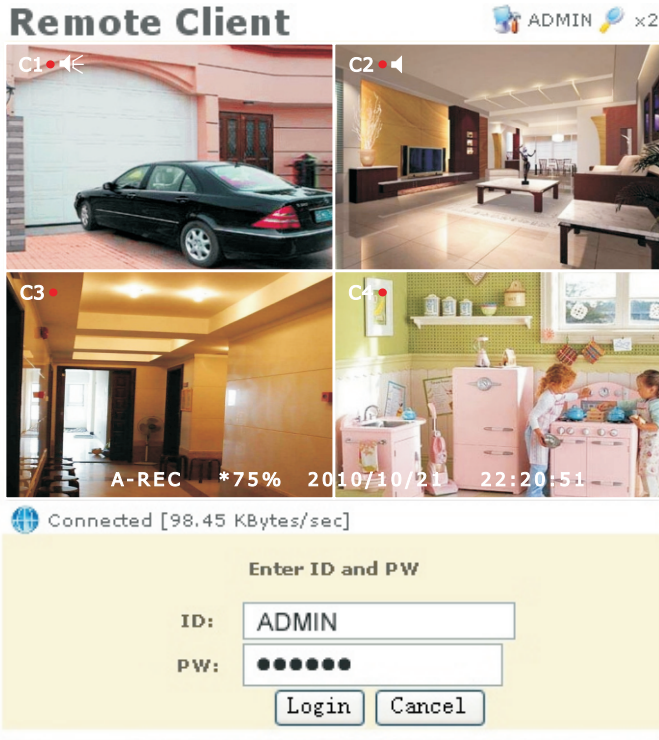 Remote Client ADMIN ×2
C1 C2
C3 C4
A-REC *75% 2010/10/21 22:20:51
Connected [98.45 KBytes/sec]
Enter ID and PW
ID: ADMIN
PW: ●●●●●●
Login Cancel